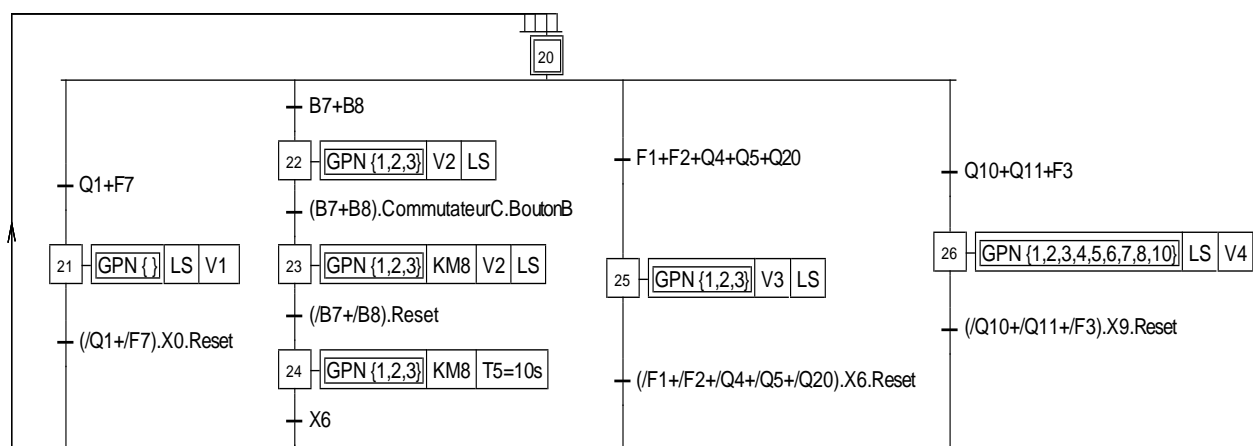 20
B7+B8
22 GPN {1,2,3} V2 LS
F1+F2+Q4+Q5+Q20
Q10+Q11+F3
Q1+F7
(B7+B8).CommutateurC.BoutonB
21 GPN { } LS V1
23 GPN {1,2,3} KM8 V2 LS
25 GPN {1,2,3} V3 LS
26 GPN {1,2,3,4,5,6,7,8,10} LS V4
(/B7+/B8).Reset
(/Q1+/F7).X0.Reset
(/Q10+/Q11+/F3).X9.Reset
24 GPN {1,2,3} KM8 T5=10s
(/F1+/F2+/Q4+/Q5+/Q20).X6.Reset
X6